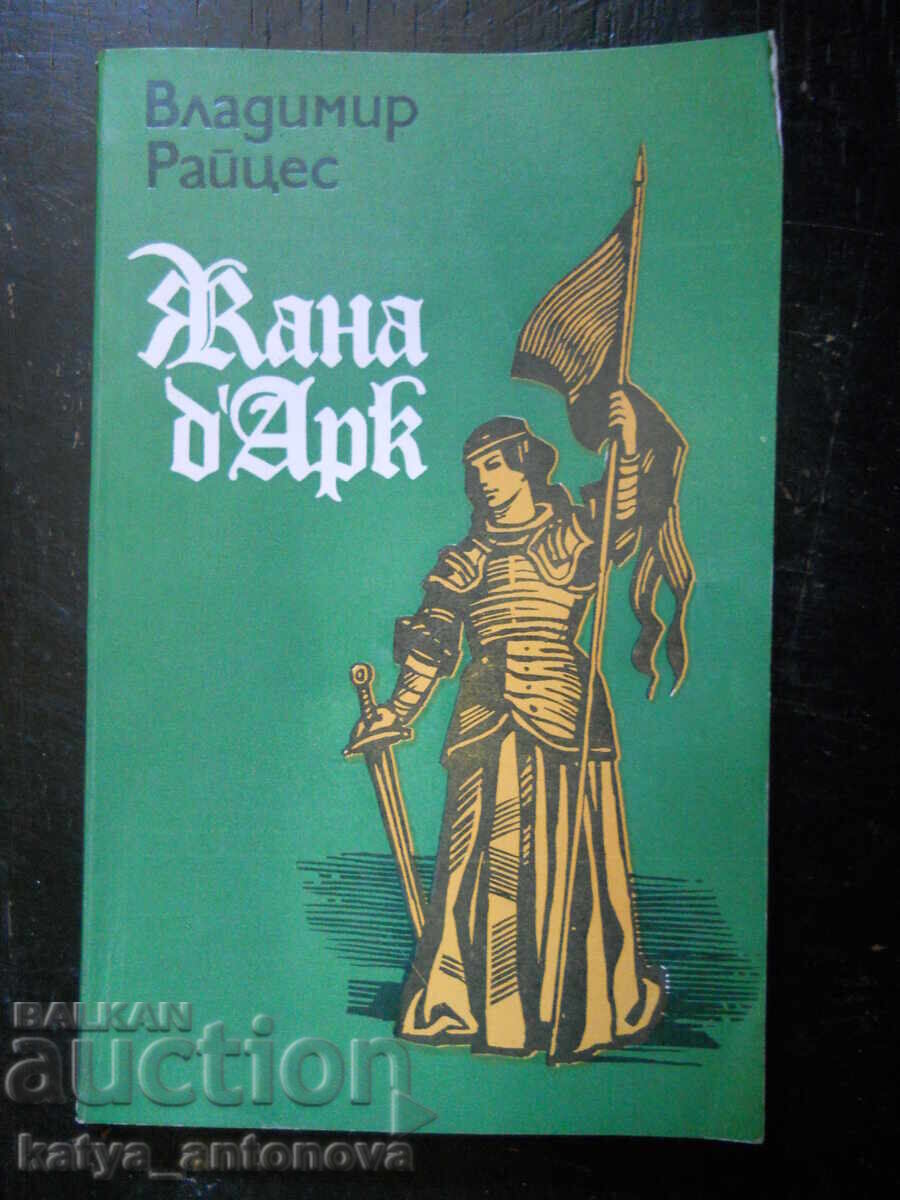 Владимир
Райцес
Жана
д'Арк
BALKAN
auction
katya_antonova